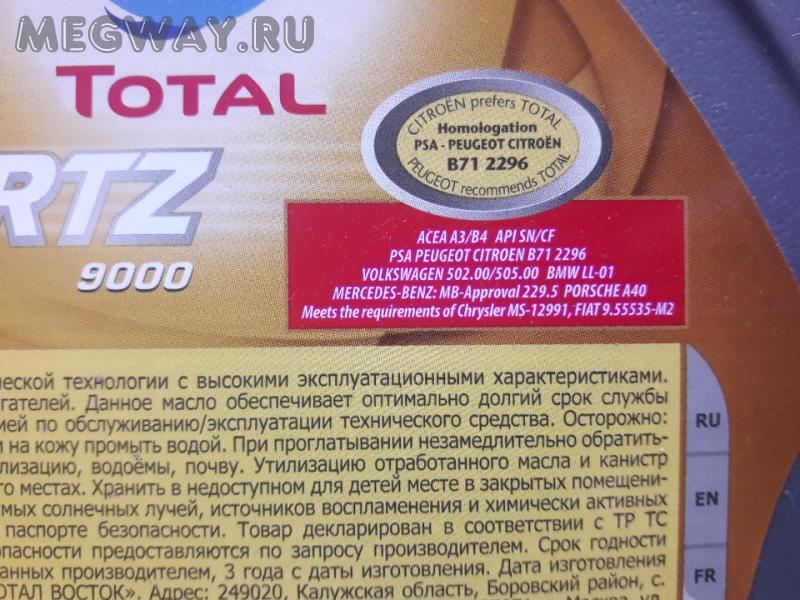 MEGWAY.RU
TOTAL
CITROËN prefers TOTAL
Homologation
PSA - PEUGEOT CITROËN
B71 2296
PEUGEOT recommends TOTAL
RTZ
9000
ACEA A3/B4 API SN/CF
PSA PEUGEOT CITROEN B71 2296
VOLKSWAGEN 502.00/505.00 BMW LL-01
MERCEDES-BENZ: MB-Approval 229.5 PORSCHE A40
Meets the requirements of Chrysler MS-12991, FIAT 9.55535-M2
ческой технологии с высокими эксплуатационными характеристиками.
гателей. Данное масло обеспечивает оптимально долгий срок службы
цией по обслуживанию/эксплуатации технического средства. Осторожно:
и на кожу промыть водой. При проглатывании незамедлительно обратить-
лизацию, водоёмы, почву. Утилизацию отработанного масла и канистр
го местах. Хранить в недоступном для детей месте в закрытых помещени-
мых солнечных лучей, источников воспламенения и химически активных
паспорте безопасности. Товар декларирован в соответствии с ТР ТС
опасности предоставляются по запросу производителем. Срок годности
анных производителем, 3 года с даты изготовления. Дата изготовления
ОТАЛ ВОСТОК». Адрес: 249020, Калужская область, Боровский район, с.
RU
EN
FR